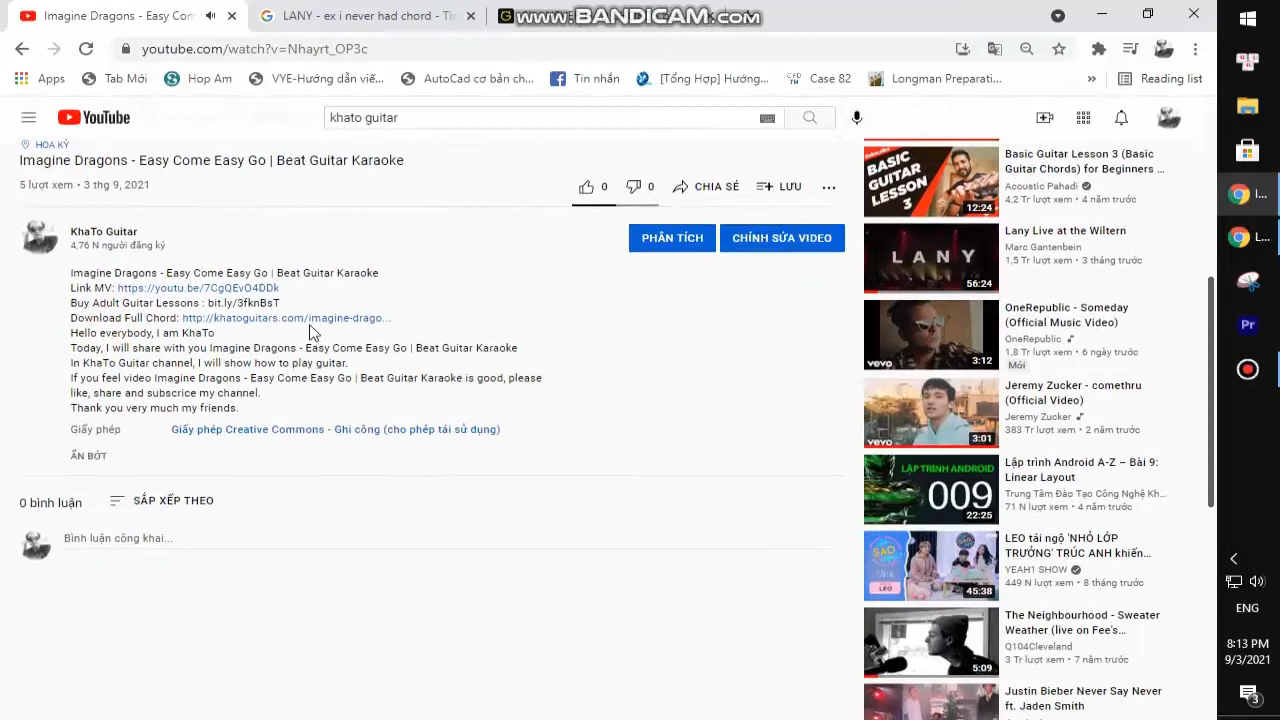 Imagine Dragons - Easy Come
LANY - ex i never had chord - Th
www.BANDICAM.com
youtube.com/watch?v=Nhayrt_OP3c
Apps
Tab Mới
Hop Am
VYE-Hướng dẫn viế...
AutoCad cơ bản ch...
Tin nhắn
[Tổng Hợp] Hướng...
Case 82
Longman Preparati...
»
Reading list
YouTube
khato guitar
HOA KỲ
Imagine Dragons - Easy Come Easy Go | Beat Guitar Karaoke
5 lượt xem • 3 thg 9, 2021
0
0
CHIA SẺ
LƯU
KhaTo Guitar
4,76 N người đăng ký
PHÂN TÍCH
CHỈNH SỬA VIDEO
Imagine Dragons - Easy Come Easy Go | Beat Guitar Karaoke
Link MV: https://youtu.be/7CgQEvO4DDk
Buy Adult Guitar Lessons : bit.ly/3fknBsT
Download Full Chord: http://khatoguitars.com/imagine-drago...
Hello everybody, I am KhaTo
Today, I will share with you Imagine Dragons - Easy Come Easy Go | Beat Guitar Karaoke
In KhaTo Guitar channel, I will show how to play guitar.
If you feel video Imagine Dragons - Easy Come Easy Go | Beat Guitar Karaoke is good, please
like, share and subscrice my channel.
Thank you very much my friends.
Giấy phép
Giấy phép Creative Commons - Ghi công (cho phép tái sử dụng)
ẨN BỚT
0 bình luận
SẮP XẾP THEO
Bình luận công khai...
BASIC
GUITAR
LESSON
3
12:24
Basic Guitar Lesson 3 (Basic
Guitar Chords) for Beginners ...
Acoustic Pahadi
4,2 Tr lượt xem • 4 năm trước
LANY
56:24
Lany Live at the Wiltern
Marc Gantenbein
1,5 Tr lượt xem • 3 tháng trước
vevo
3:12
OneRepublic - Someday
(Official Music Video)
OneRepublic
1,8 Tr lượt xem • 6 ngày trước
Mới
vevo
3:01
Jeremy Zucker - comethru
(Official Video)
Jeremy Zucker
383 Tr lượt xem • 2 năm trước
LẬP TRÌNH ANDROID
009
22:25
Lập trình Android A-Z – Bài 9:
Linear Layout
Trung Tâm Đào Tạo Công Nghệ Kh...
71 N lượt xem • 4 năm trước
SAO
LEO
45:38
LEO tái ngộ 'NHỎ LỚP
TRƯỞNG' TRÚC ANH khiến...
YEAH1 SHOW
449 N lượt xem • 8 tháng trước
5:09
The Neighbourhood - Sweater
Weather (live on Fee's...
Q104Cleveland
3 Tr lượt xem • 7 năm trước
Justin Bieber Never Say Never
ft. Jaden Smith
I...
L...
Pr
ENG
8:13 PM
9/3/2021
3